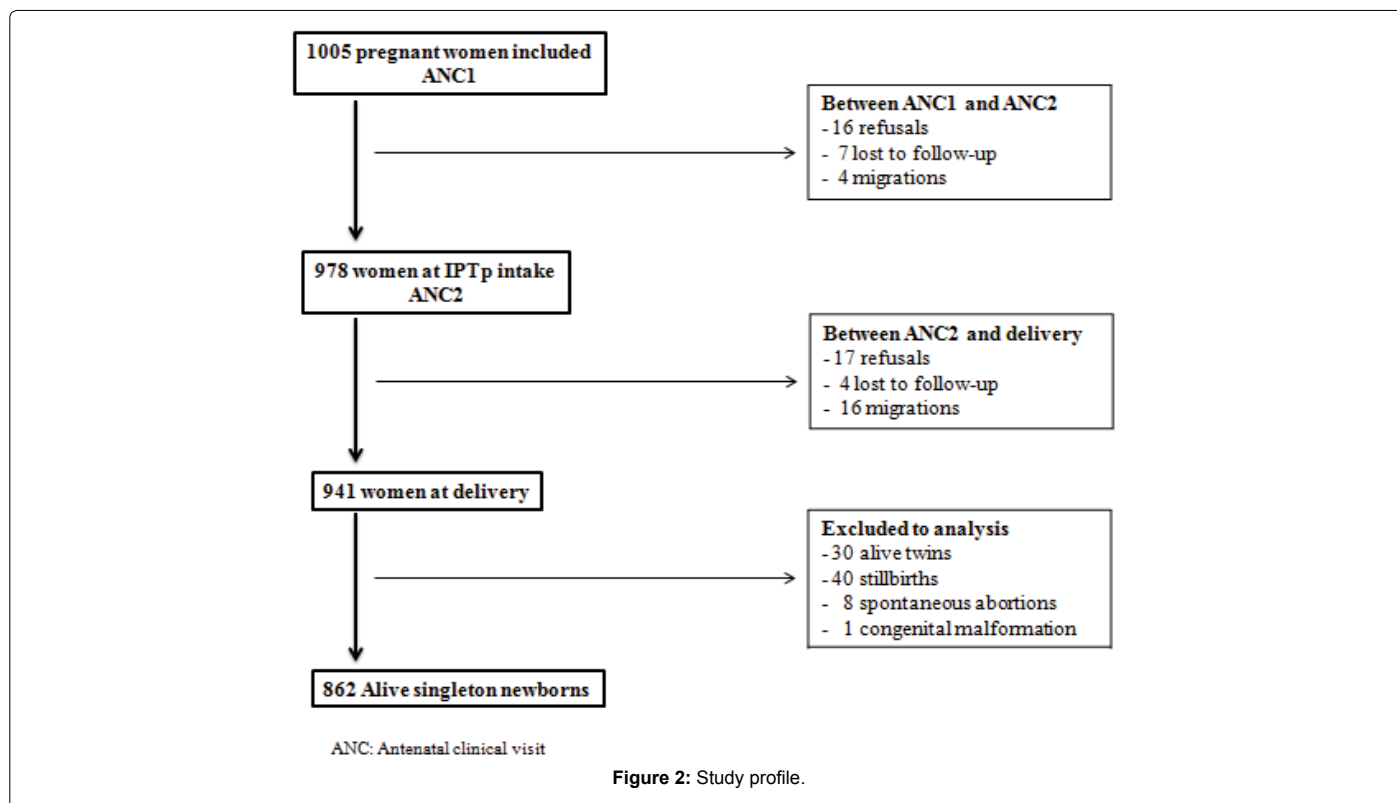 1005 pregnant women included
ANC1
Between ANC1 and ANC2
- 16 refusals
- 7 lost to follow-up
- 4 migrations
978 women at IPTp intake
ANC2
Between ANC2 and delivery
- 17 refusals
- 4 lost to follow-up
- 16 migrations
941 women at delivery
Excluded to analysis
- 30 alive twins
- 40 stillbirths
- 8 spontaneous abortions
- 1 congenital malformation
862 Alive singleton newborns
ANC: Antenatal clinical visit
Figure 2: Study profile.